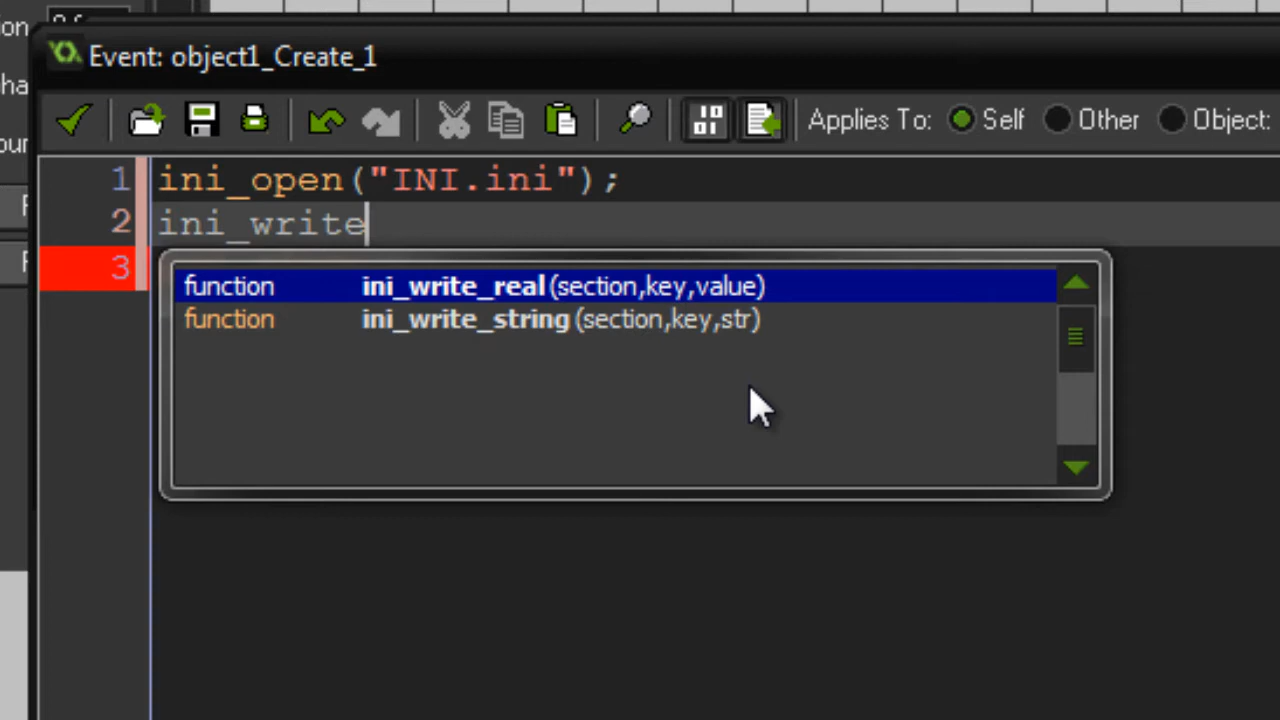 Event: object1_Create_1
Applies To: Self Other Object:
1 ini_open("INI.ini");
2 ini_write
3
function ini_write_real(section,key,value)
function ini_write_string(section,key,str)